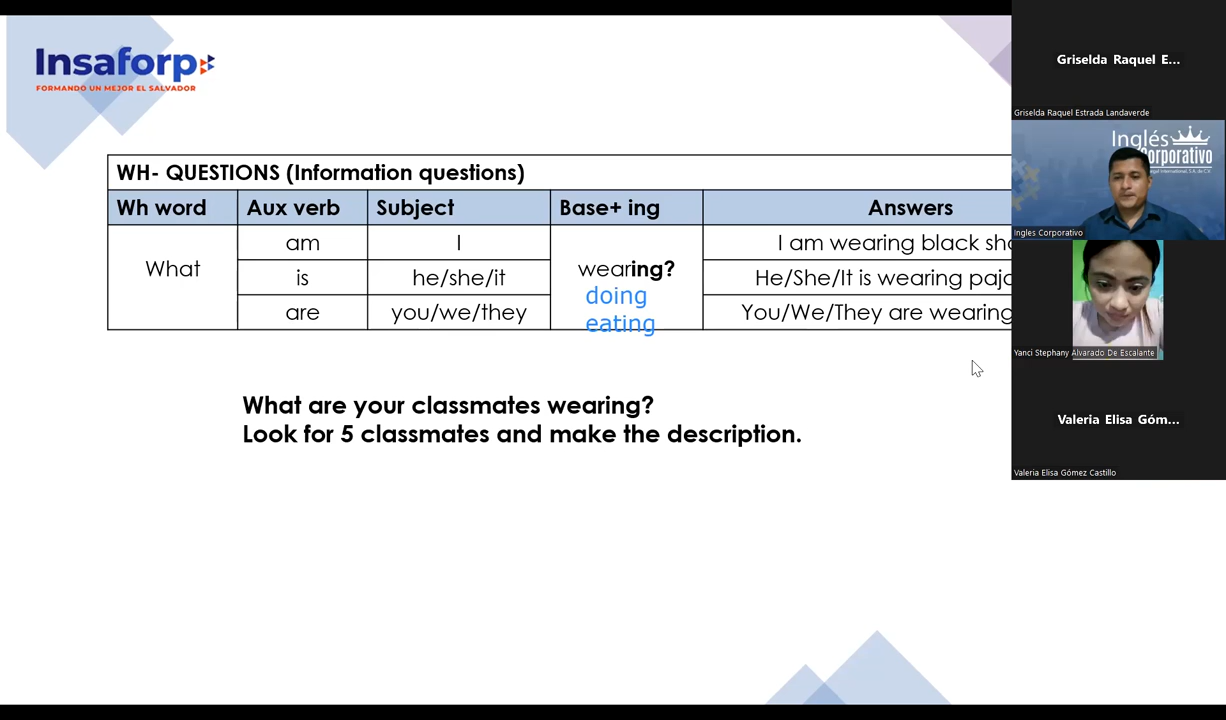 Insaforp
FORMANDO UN MEJOR EL SALVADOR
WH- QUESTIONS (Information questions)
Wh word Aux verb Subject Base+ ing Answers
What
am I I am wearing black sho
is he/she/it wearing? He/She/It is wearing paja
doing
are you/we/they You/We/They are wearing
eating
What are your classmates wearing?
Look for 5 classmates and make the description.
Griselda Raquel E...
Griselda Raquel Estrada Landaverde
Inglés
Corporativo
Ingles Corporativo
Yanci Stephany Alvarado De Escalante
Valeria Elisa Góm...
Valeria Elisa Gómez Castillo